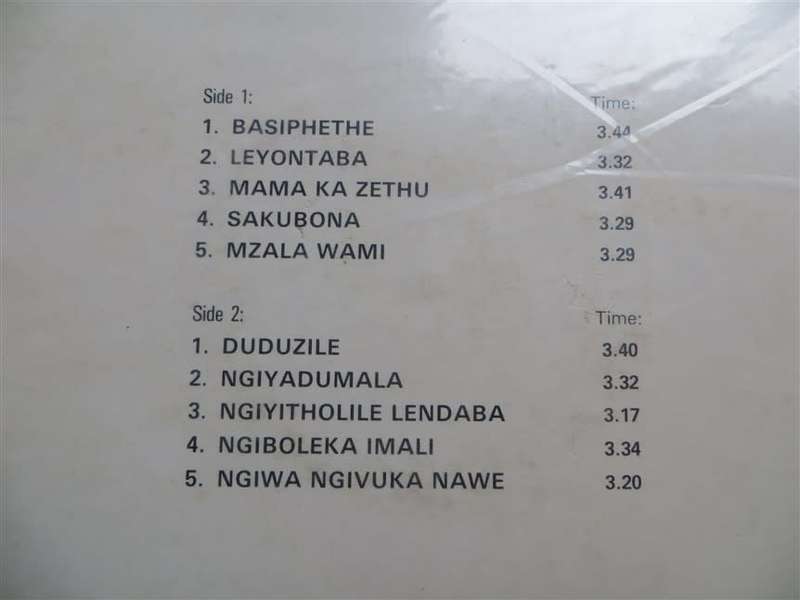 Side 1: Time:
1. BASIPHETHE 3.44
2. LEYONTABA 3.32
3. MAMA KA ZETHU 3.41
4. SAKUBONA 3.29
5. MZALA WAMI 3.29
Side 2: Time:
1. DUDUZILE 3.40
2. NGIYADUMALA 3.32
3. NGIYITHOLILE LENDABA 3.17
4. NGIBOLEKA IMALI 3.34
5. NGIWA NGIVUKA NAWE 3.20